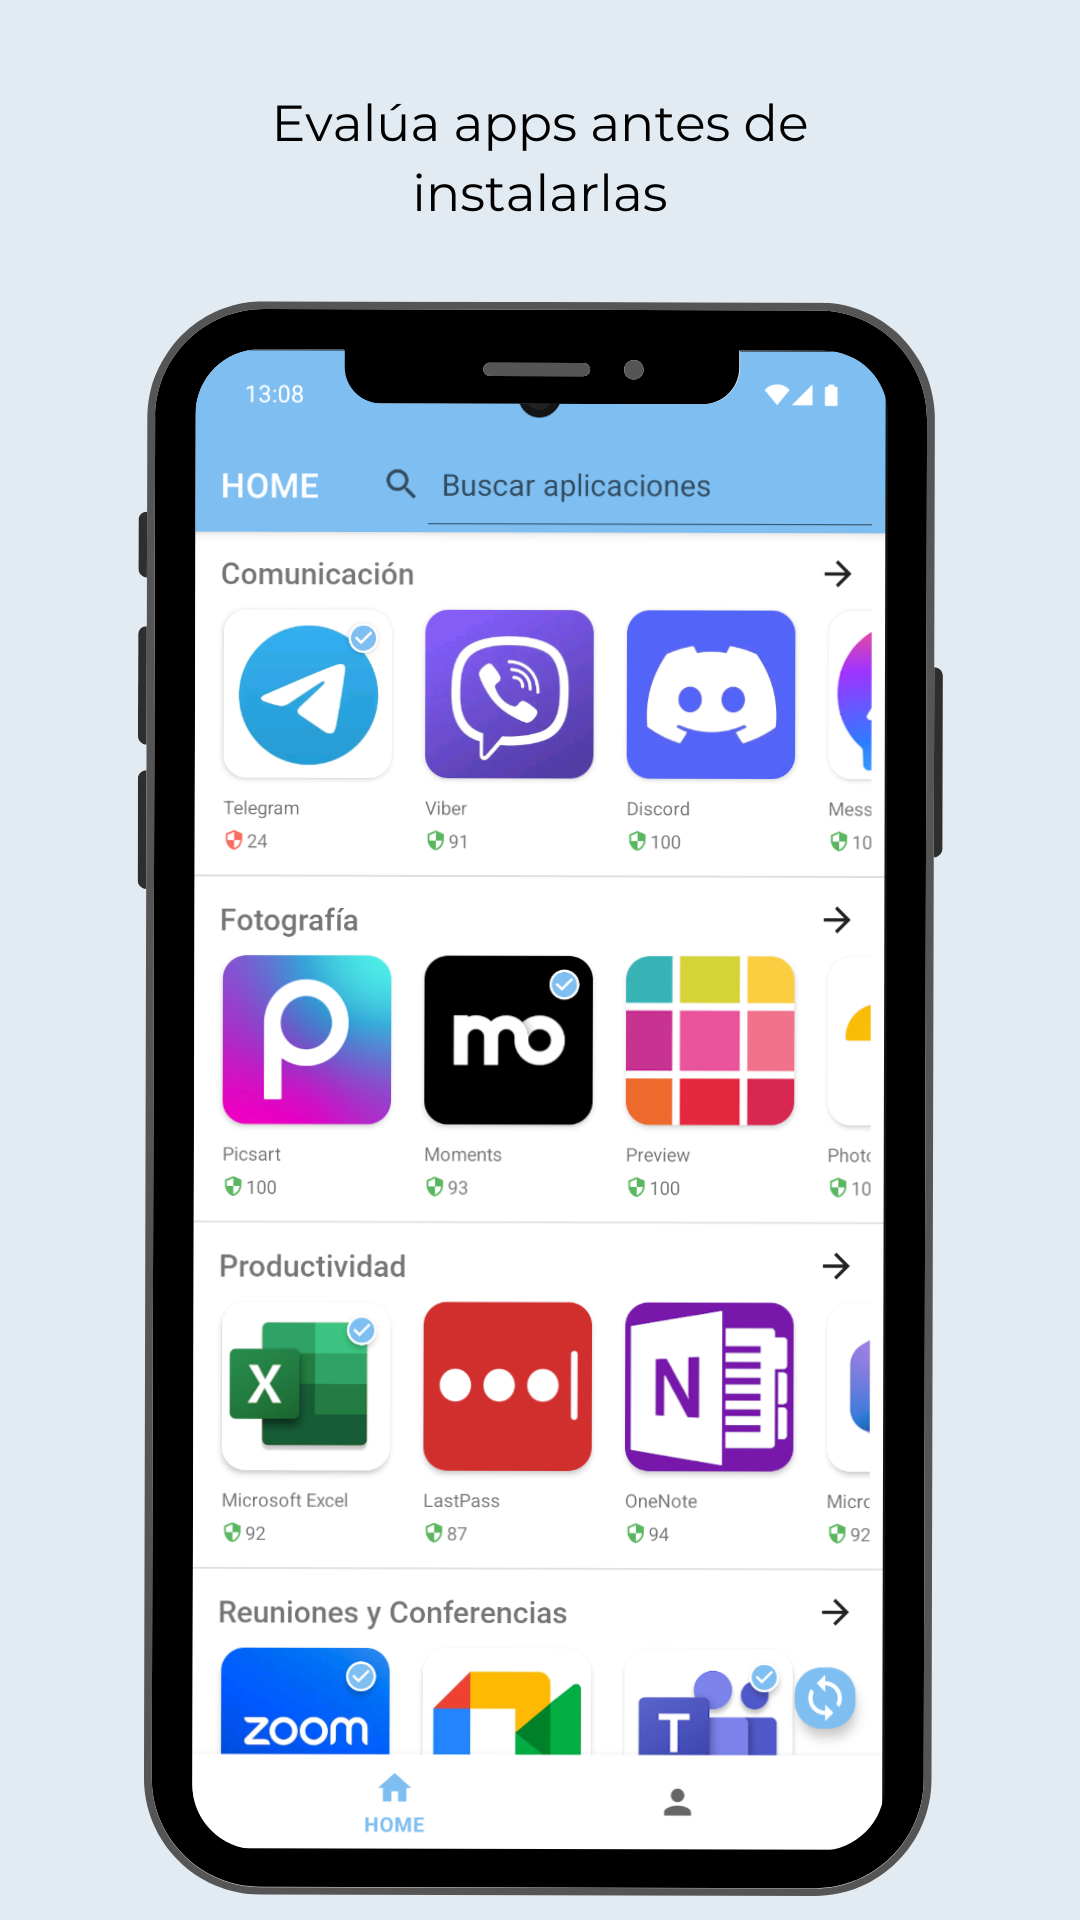 Evalúa apps antes de
instalarlas
13:08
HOME
Buscar aplicaciones
Comunicación
Telegram
Viber
Discord
Mess
24
91
100
10
Fotografía
mo
Picsart
Moments
Preview
Photo
100
93
100
10
Productividad
X
N
Microsoft Excel
LastPass
OneNote
Micro
92
87
94
92
Reuniones y Conferencias
zoom
T
HOME